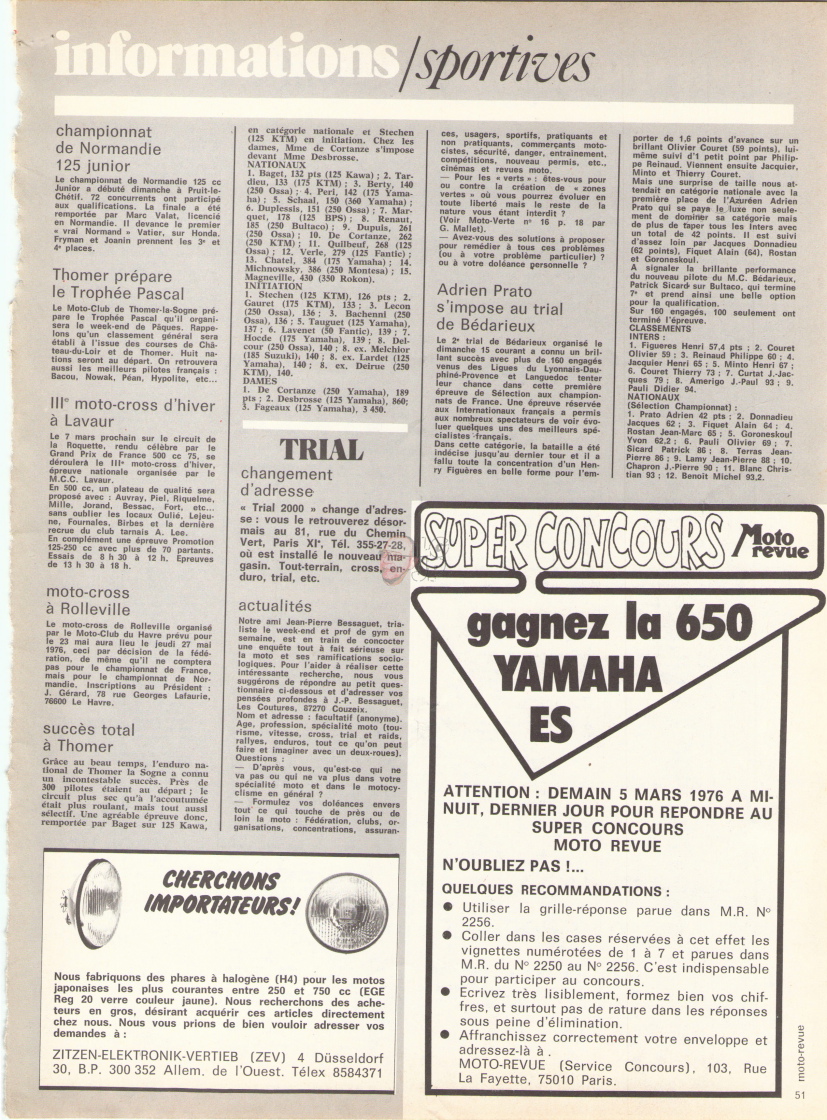 informations/sportives
championnat
de Normandie
125 junior
Le championnat de Normandie 125 cc
Junior a débuté dimanche à Pruit-le-
Chétif. 72 concurrents ont participé
aux qualifications. La finale a été
remportée par Marc Valat, licencié
en Normandie. Il devance le premier
« vrai Normand » Vatier, sur Honda.
Fryman et Joanin prennent les 3e et
4e places.
Thomer prépare
le Trophée Pascal
Le Moto-Club de Thomer-la-Sogne pré-
pare le Trophée Pascal qu'il organi-
sera le week-end de Pâques. Rappe-
lons qu'un classement général sera
établi à l'issue des courses de Châ-
teau-du-Loir et de Thomer. Huit na-
tions seront au départ. On retrouvera
aussi les meilleurs pilotes français :
Bacou, Nowak, Péan, Hypolite, etc...
IIIe moto-cross d'hiver
à Lavaur
Le 7 mars prochain sur le circuit de
la Roquette, rendu célèbre par le
Grand Prix de France 500 cc 75, se
déroulera le IIIe moto-cross d'hiver,
épreuve nationale organisée par le
M.C.C. Lavaur.
En 500 cc, un plateau de qualité sera
proposé avec : Auvray, Piel, Riquelme,
Mille, Jorand, Bessac, Fort, etc...
sans oublier les locaux Oulié, Lejeu-
ne, Fournales, Birbes et la dernière
recrue du club tarnais A. Lee.
En complément une épreuve Promotion
125-250 cc avec plus de 70 partants.
Essais de 8 h 30 à 12 h. Epreuves
de 13 h 30 à 18 h.
moto-cross
à Rolleville
Le moto-cross de Rolleville organisé
par le Moto-Club du Havre prévu pour
le 23 mai aura lieu le jeudi 27 mai
1976, ceci par décision de la fédé-
ration, de même qu'il ne comptera
pas pour le championnat de France,
mais pour le championnat de Nor-
mandie. Inscriptions au Président :
J. Gérard, 78 rue Georges Lafaurie,
76600 Le Havre.
succès total
à Thomer
Grâce au beau temps, l'enduro na-
tional de Thomer la Sogne a connu
un incontestable succès. Près de
300 pilotes étaient au départ ; le
circuit plus sec qu'à l'accoutumée
était plus roulant, mais tout aussi
sélectif. Une agréable épreuve donc,
remportée par Baget sur 125 Kawa,
en catégorie nationale et Stechen
(125 KTM) en initiation. Chez les
dames, Mme de Cortanze s'impose
devant Mme Desbrosse.
NATIONAUX
1. Baget, 132 pts (125 Kawa) ; 2. Tar-
dieu, 133 (175 KTM) ; 3. Berty, 140
(250 Ossa) ; 4. Peri, 142 (175 Yama-
ha) ; 5. Schaal, 150 (360 Yamaha) ;
6. Duplessis, 151 (250 Ossa) ; 7. Mar-
quet, 178 (125 BPS) ; 8. Renaut,
185 (250 Bultaco) ; 9. Dupuis, 261
(250 Ossa) ; 10. De Cortanze, 262
(250 KTM) ; 11. Quilbeuf, 268 (125
Ossa) ; 12. Verle, 279 (125 Fantic) ;
13. Chatel, 384 (175 Yamaha) ; 14.
Michnowsky, 386 (250 Montesa) ; 15.
Magneville, 430 (350 Rokon).
INITIATION
1. Stechen (125 KTM), 126 pts ; 2.
Gauret (175 KTM), 133 ; 3. Lecon
(250 Ossa), 136 ; 3. Bachenni (250
Ossa), 136 ; 5. Tauguet (125 Yamaha),
137 ; 6. Lavenet (50 Fantic), 139 ; 7.
Hocde (175 Yamaha), 139 ; 8. Del-
cour (250 Ossa), 140 ; 8. ex. Melchior
(185 Suzuki), 140 ; 8. ex. Lardet (125
Yamaha), 140 ; 8. ex. Deirue (250
KTM), 140.
DAMES
1. De Cortanze (250 Yamaha), 189
pts ; 2. Desbrosse (125 Yamaha), 860;
3. Fageaux (125 Yamaha), 3 450.
TRIAL
changement
d'adresse
« Trial 2000 » change d'adres-
se : vous le retrouverez désor-
mais au 81, rue du Chemin
Vert, Paris XIe, Tél. 355-27-28,
où est installé le nouveau ma-
gasin. Tout-terrain, cross, en-
duro, trial, etc.
actualités
Notre ami Jean-Pierre Bessaguet, tria-
liste le week-end et prof de gym en
semaine, est en train de concocter
une enquête tout à fait sérieuse sur
la moto et ses ramifications socio-
logiques. Pour l'aider à réaliser cette
intéressante recherche, nous vous
suggérons de répondre au petit ques-
tionnaire ci-dessous et d'adresser vos
pensées profondes à J.-P. Bessaguet,
Les Coutures, 87270 Couzeix.
Nom et adresse : facultatif (anonyme).
Age, profession, spécialité moto (tou-
risme, vitesse, cross, trial et raids,
rallyes, enduros, tout ce qu'on peut
faire et imaginer avec un deux-roues).
Questions :
— D'après vous, qu'est-ce qui ne
va pas ou qui ne va plus dans votre
spécialité moto et dans le motocy-
clisme en général ?
— Formulez vos doléances envers
tout ce qui touche de près ou de
loin la moto : Fédération, clubs, or-
ganisations, concentrations, assuran-
ces, usagers, sportifs, pratiquants et
non pratiquants, commerçants moto-
cistes, sécurité, danger, entrainement,
compétitions, nouveau permis, etc.,
cinémas et revues moto.
— Pour les « verts » : êtes-vous pour
ou contre la création de « zones
vertes » où vous pourrez évoluer en
toute liberté mais le reste de la
nature vous étant interdit ?
(Voir Moto-Verte no 16 p. 18 par
G. Mallet).
— Avez-vous des solutions à proposer
pour remédier à tous ces problèmes
(ou à votre problème particulier) ?
ou à votre doléance personnelle ?
Adrien Prato
s'impose au trial
de Bédarieux
Le 2e trial de Bédarieux organisé le
dimanche 15 courant a connu un bril-
lant succès avec plus de 160 engagés
venus des Ligues du Lyonnais-Dau-
phiné-Provence et Languedoc tenter
leur chance dans cette première
épreuve de Sélection aux champion-
nats de France. Une épreuve réservée
aux Internationaux français a permis
aux nombreux spectateurs de voir évo-
luer quelques uns des meilleurs spé-
cialistes français.
Dans cette catégorie, la bataille a été
indécise jusqu'au dernier tour et il a
fallu toute la concentration d'un Hen-
ry Figuères en belle forme pour l'em-
porter de 1,6 points d'avance sur un
brillant Olivier Couret (59 points), lui-
même suivi d'1 petit point par Philip-
pe Reinaud. Viennent ensuite Jacquier,
Minto et Thierry Couret.
Mais une surprise de taille nous at-
tendait en catégorie nationale avec la
première place de l'Azuréen Adrien
Prato qui se paye le luxe non seule-
ment de dominer sa catégorie mais
de plus de taper tous les Inters avec
un total de 42 points. Il est suivi
d'assez loin par Jacques Donnadieu
(62 points), Fiquet Alain (64), Rostan
et Goroneskoul.
A signaler la brillante performance
du nouveau pilote du M.C. Bédarieux,
Patrick Sicard sur Bultaco, qui termine
7e et prend ainsi une belle option
pour la qualification.
Sur 160 engagés, 100 seulement ont
terminé l'épreuve.
CLASSEMENTS
INTERS :
1. Figueres Henri 57,4 pts ; 2. Couret
Olivier 59 ; 3. Reinaud Philippe 60 ; 4.
Jacquier Henri 65 ; 5. Minto Henri 67 ;
6. Couret Thierry 73 ; 7. Curtat J.-Jac-
ques 79 ; 8. Amerigo J.-Paul 93 ; 9.
Pauli Didier 94.
NATIONAUX
(Sélection Championnat) :
1. Prato Adrien 42 pts ; 2. Donnadieu
Jacques 62 ; 3. Fiquet Alain 64 ; 4.
Rostan Jean-Marc 65 ; 5. Goroneskoul
Yvon 62.2 ; 6. Pauli Olivier 69 ; 7.
Sicard Patrick 86 ; 8. Terras Jean-
Pierre 86 ; 9. Lamy Jean-Pierre 88 ; 10.
Chapron J.-Pierre 90 ; 11. Blanc Chris-
tian 93 ; 12. Benoit Michel 93,2.
SUPER CONCOURS Moto
revue
gagnez la 650
YAMAHA
ES
ATTENTION : DEMAIN 5 MARS 1976 A MI-
NUIT, DERNIER JOUR POUR REPONDRE AU
SUPER CONCOURS
MOTO REVUE
N'OUBLIEZ PAS !...
QUELQUES RECOMMANDATIONS :
● Utiliser la grille-réponse parue dans M.R. No
2256.
● Coller dans les cases réservées à cet effet les
vignettes numérotées de 1 à 7 et parues dans
M.R. du No 2250 au No 2256. C'est indispensable
pour participer au concours.
● Ecrivez très lisiblement, formez bien vos chif-
fres, et surtout pas de rature dans les réponses
sous peine d'élimination.
● Affranchissez correctement votre enveloppe et
adressez-là à .
MOTO-REVUE (Service Concours), 103, Rue
La Fayette, 75010 Paris.
CHERCHONS
IMPORTATEURS!
Nous fabriquons des phares à halogène (H4) pour les motos
japonaises les plus courantes entre 250 et 750 cc (EGE
Reg 20 verre couleur jaune). Nous recherchons des ache-
teurs en gros, désirant acquérir ces articles directement
chez nous. Nous vous prions de bien vouloir adresser vos
demandes à :
ZITZEN-ELEKTRONIK-VERTIEB (ZEV) 4 Düsseldorf
30, B.P. 300 352 Allem. de l'Ouest. Télex 8584371
moto-revue
51